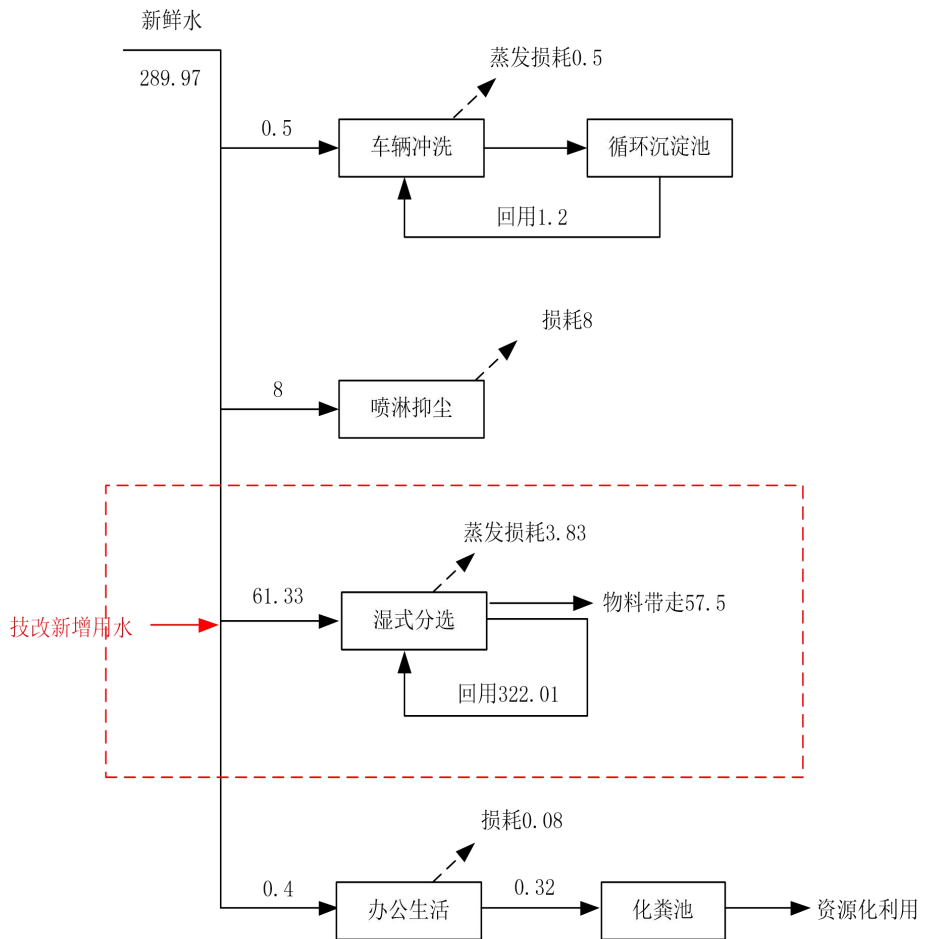 新鲜水
289.97
蒸发损耗0.5
0.5
车辆冲洗
循环沉淀池
回用1.2
损耗8
8
喷淋抑尘
蒸发损耗3.83
61.33
湿式分选
物料带走57.5
技改新增用水
回用322.01
损耗0.08
0.4
办公生活
0.32
化粪池
资源化利用